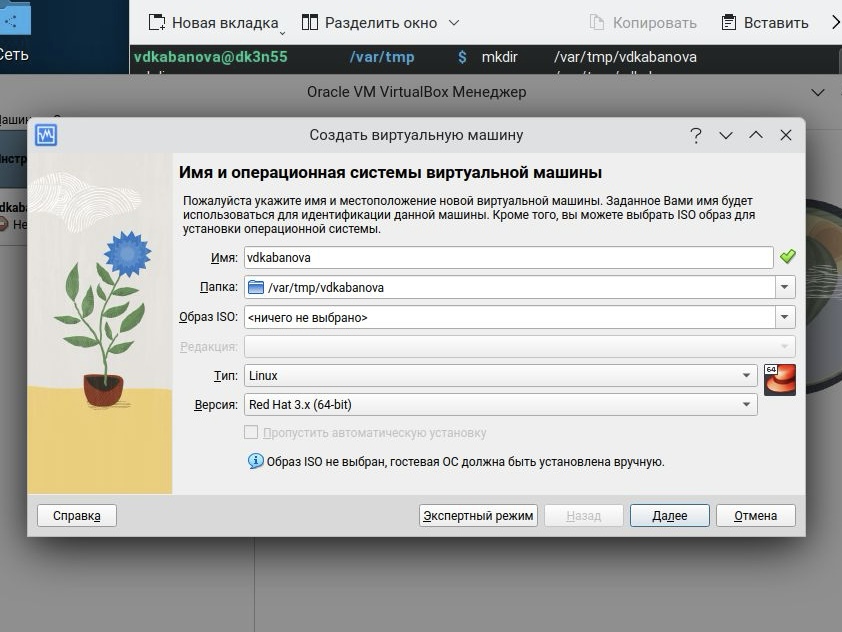 Новая вкладка
Разделить окно
Копировать
Вставить
Сеть
vdkabanova@dk3n55 /var/tmp $ mkdir /var/tmp/vdkabanova
Oracle VM VirtualBox Менеджер
Создать виртуальную машину
Имя и операционная системы виртуальной машины
Пожалуйста укажите имя и местоположение новой виртуальной машины. Заданное Вами имя будет
использоваться для идентификации данной машины. Кроме того, вы можете выбрать ISO образ для
установки операционной системы.
Имя: vdkabanova
Папка: /var/tmp/vdkabanova
Образ ISO: <ничего не выбрано>
Редакция:
Тип: Linux
64
Версия: Red Hat 3.x (64-bit)
Пропустить автоматическую установку
Образ ISO не выбран, гостевая ОС должна быть установлена вручную.
Справка
Экспертный режим
Назад
Далее
Отмена